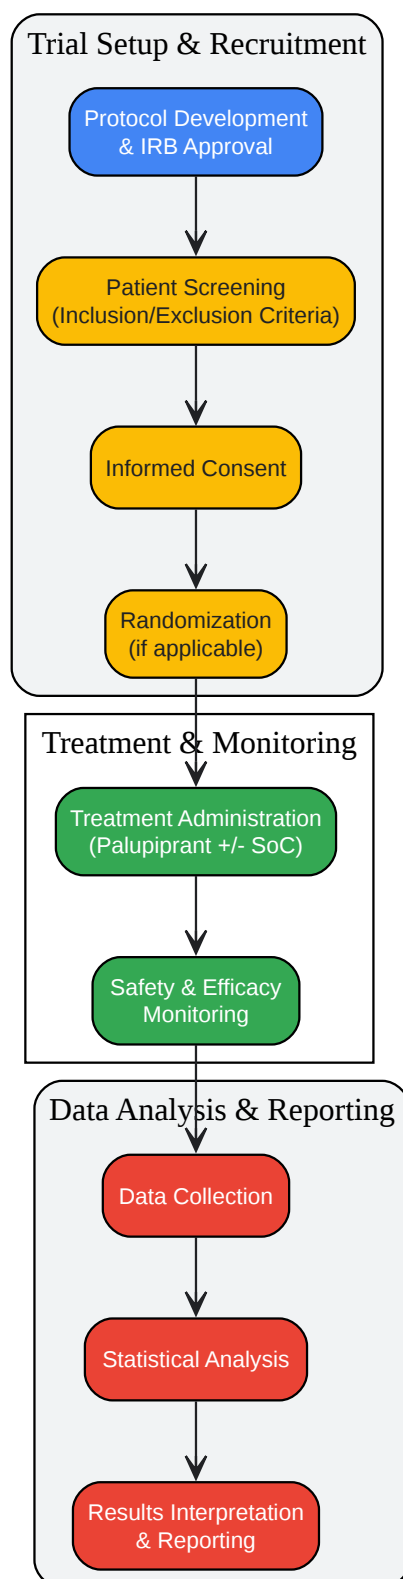 Trial Setup & Recruitment
Protocol Development
& IRB Approval
Patient Screening
(Inclusion/Exclusion Criteria)
Informed Consent
Randomization
(if applicable)
Treatment & Monitoring
Treatment Administration
(Palupiprant +/- SoC)
Safety & Efficacy
Monitoring
Data Analysis & Reporting
Data Collection
Statistical Analysis
Results Interpretation
& Reporting